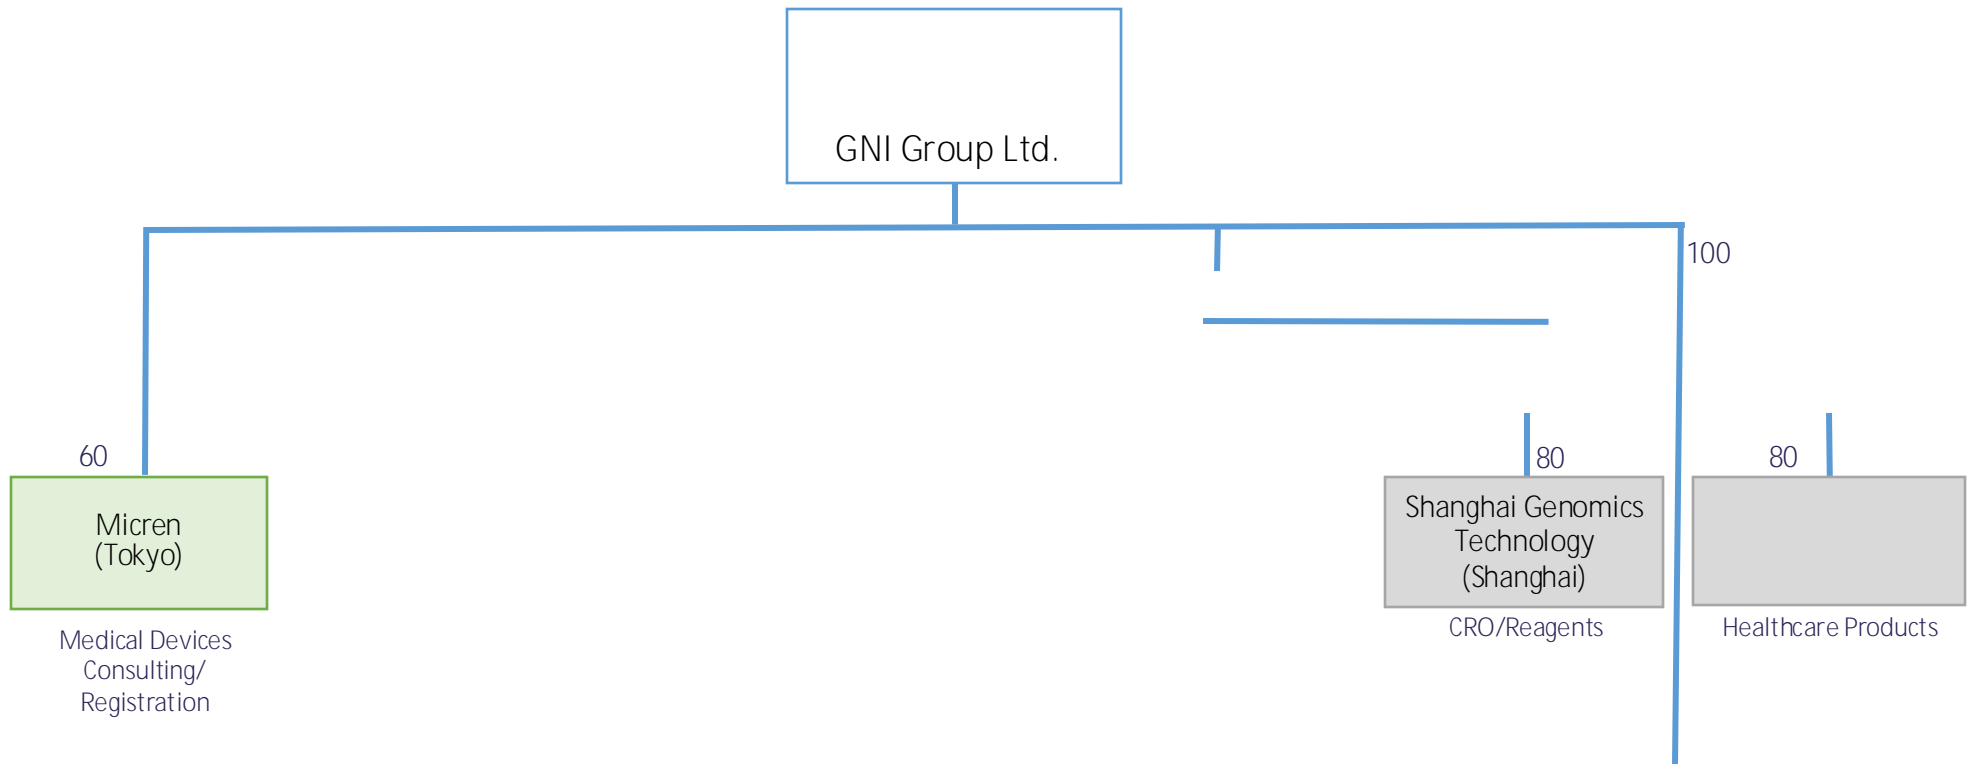 GNI Group Ltd.
100
60
80
80
Micren
(Tokyo)
Shanghai Genomics
Technology
(Shanghai)
Medical Devices
Consulting/
Registration
CRO/Reagents
Healthcare Products